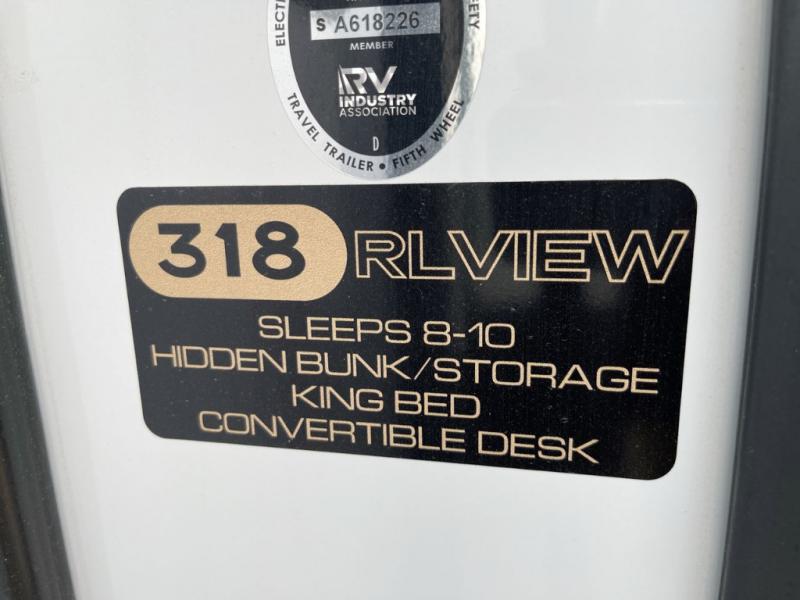 S A618226
MEMBER
RV
INDUSTRY
ASSOCIATION
D
TRAVEL TRAILER • FIFTH WHEEL
318 RLVIEW
SLEEPS 8-10
HIDDEN BUNK/STORAGE
KING BED
CONVERTIBLE DESK